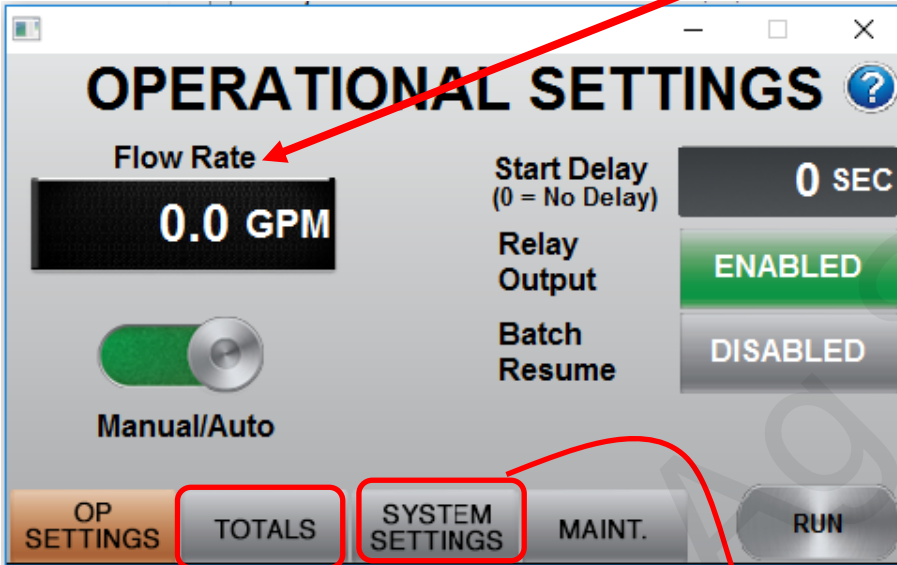 OPERATIONAL SETTINGS ?
Flow Rate
0.0 GPM
Manual/Auto
Start Delay
(0 = No Delay)
0 SEC
Relay
Output
ENABLED
Batch
Resume
DISABLED
OP
SETTINGS
TOTALS
SYSTEM
SETTINGS
MAINT.
RUN